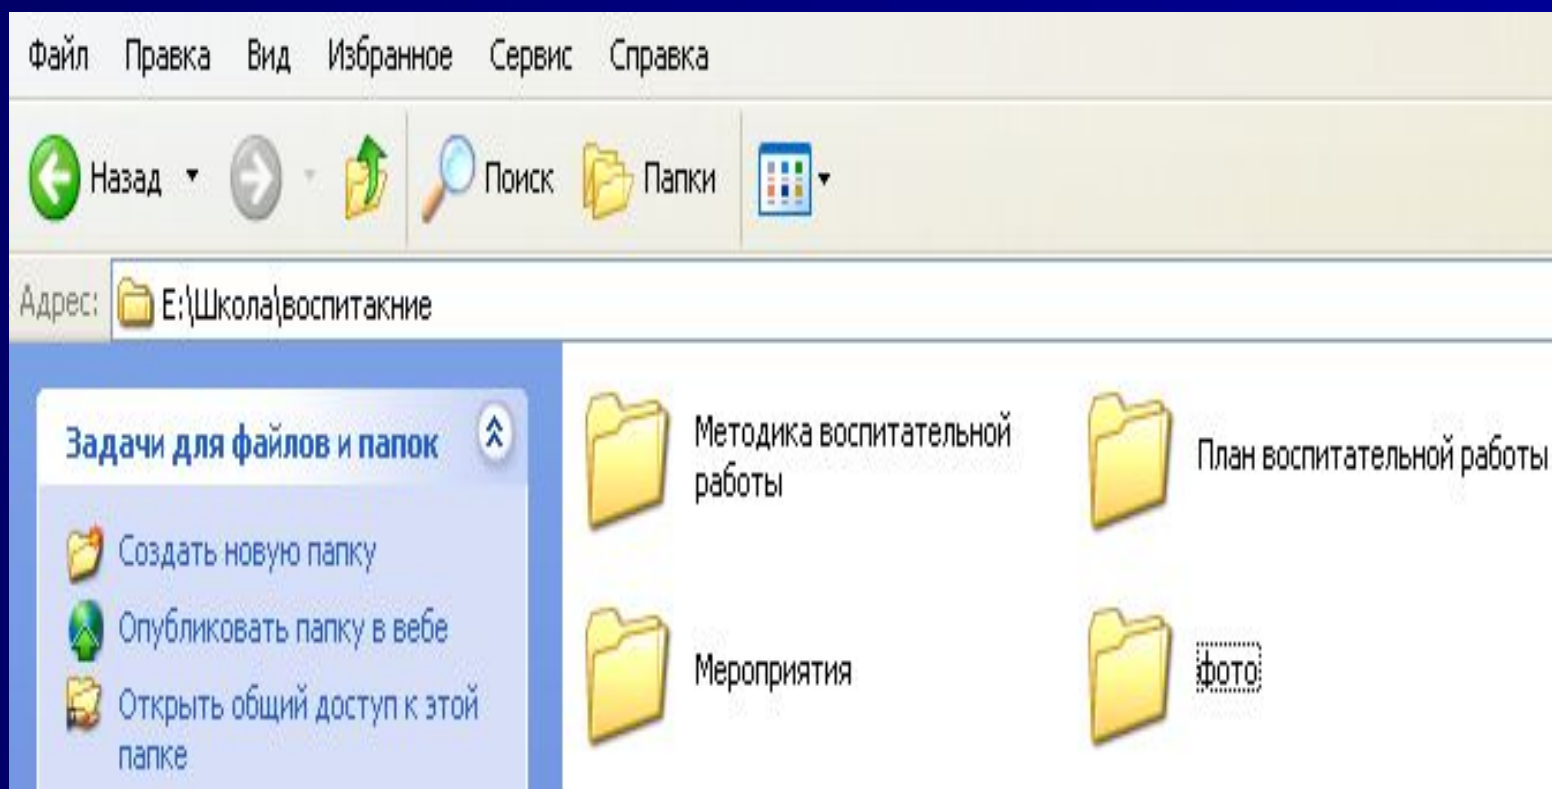 Файл Правка Вид Избранное Сервис Справка
Назад Поиск Папки
Адрес: E:\Школа\воспитакние
Задачи для файлов и папок
Создать новую папку
Опубликовать папку в вебе
Открыть общий доступ к этой
папке
Методика воспитательной
работы
План воспитательной работы
Мероприятия
фото